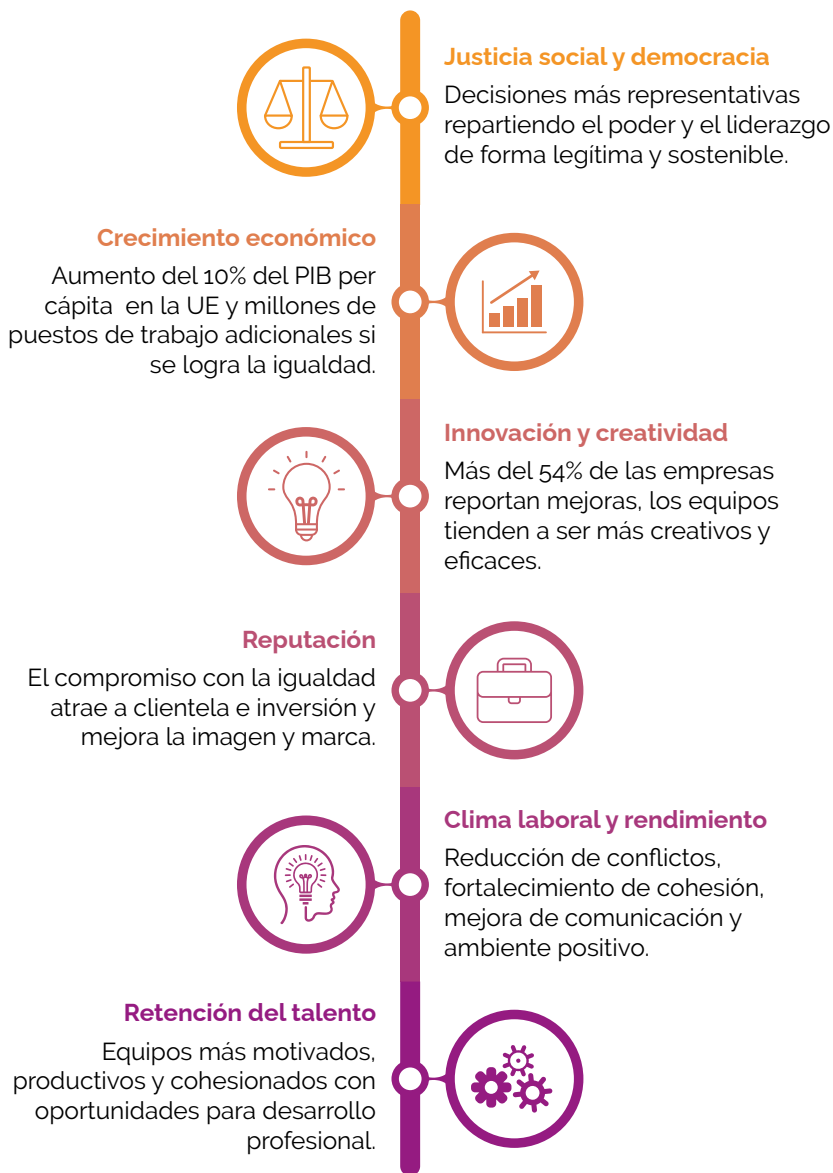 Justicia social y democracia
Decisiones más representativas
repartiendo el poder y el liderazgo
de forma legítima y sostenible.
Crecimiento económico
Aumento del 10% del PIB per
cápita en la UE y millones de
puestos de trabajo adicionales si
se logra la igualdad.
Innovación y creatividad
Más del 54% de las empresas
reportan mejoras, los equipos
tienden a ser más creativos y
eficaces.
Reputación
El compromiso con la igualdad
atrae a clientela e inversión y
mejora la imagen y marca.
Clima laboral y rendimiento
Reducción de conflictos,
fortalecimiento de cohesión,
mejora de comunicación y
ambiente positivo.
Retención del talento
Equipos más motivados,
productivos y cohesionados con
oportunidades para desarrollo
profesional.